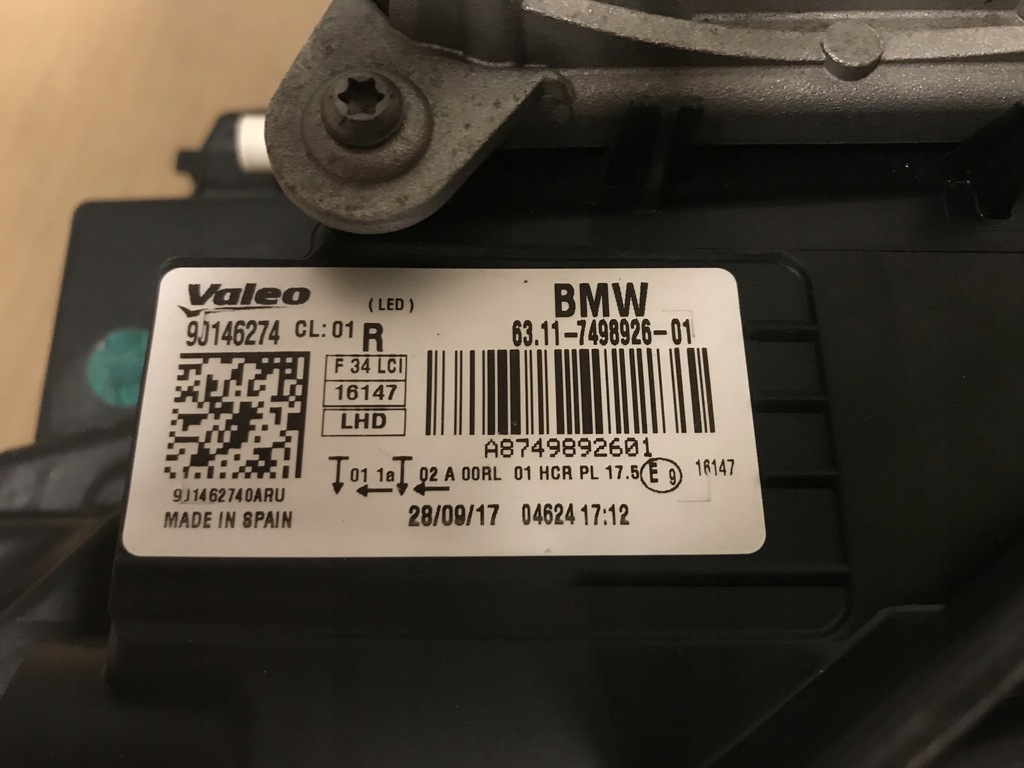 Valeo (LED) BMW
9J146274 CL: 01 R 63.11-7498926-01
F 34 LCI
16147
LHD
A8749892601
01 1a 02 A 00RL 01 HCR PL 17.5 E 9 16147
9J1462740ARU
MADE IN SPAIN 28/09/17 04624 17:12